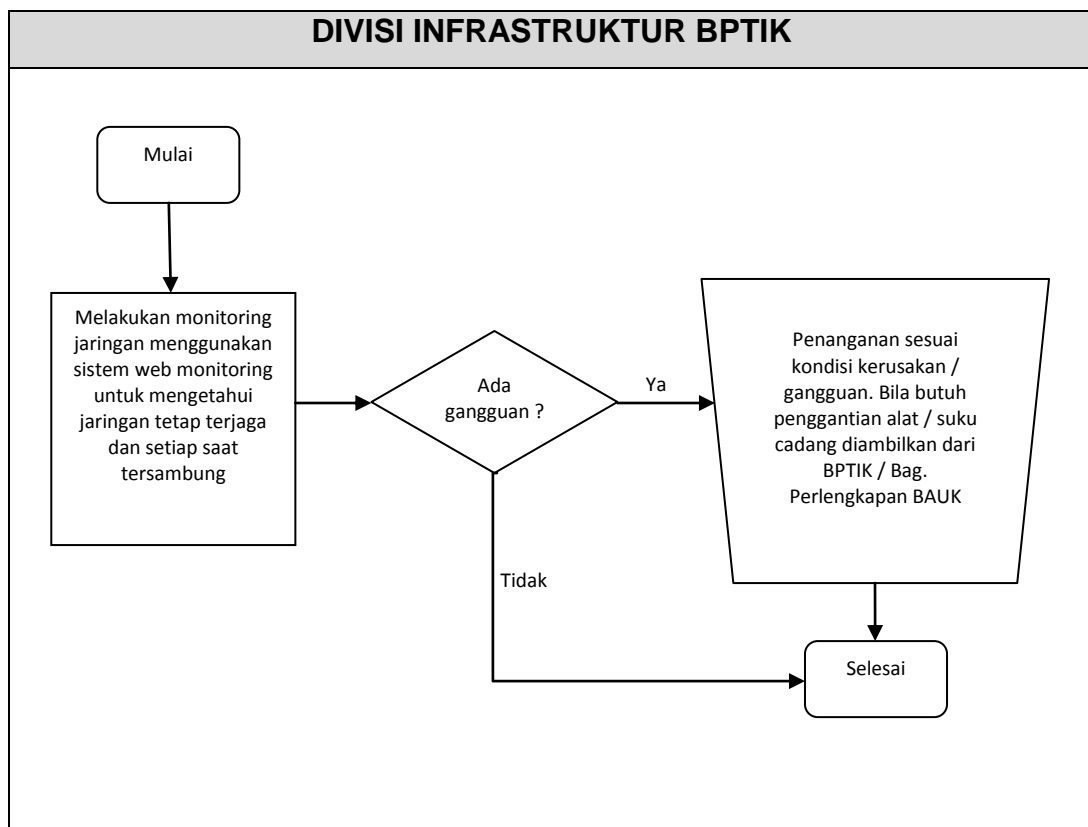 DIVISI INFRASTRUKTUR BPTIK
Mulai
Melakukan monitoring
jaringan menggunakan
sistem web monitoring
untuk mengetahui
jaringan tetap terjaga
dan setiap saat
tersambung
Ada
gangguan ?
Ya
Penanganan sesuai
kondisi kerusakan /
gangguan. Bila butuh
penggantian alat / suku
cadang diambilkan dari
BPTIK / Bag.
Perlengkapan BAUK
Tidak
Selesai